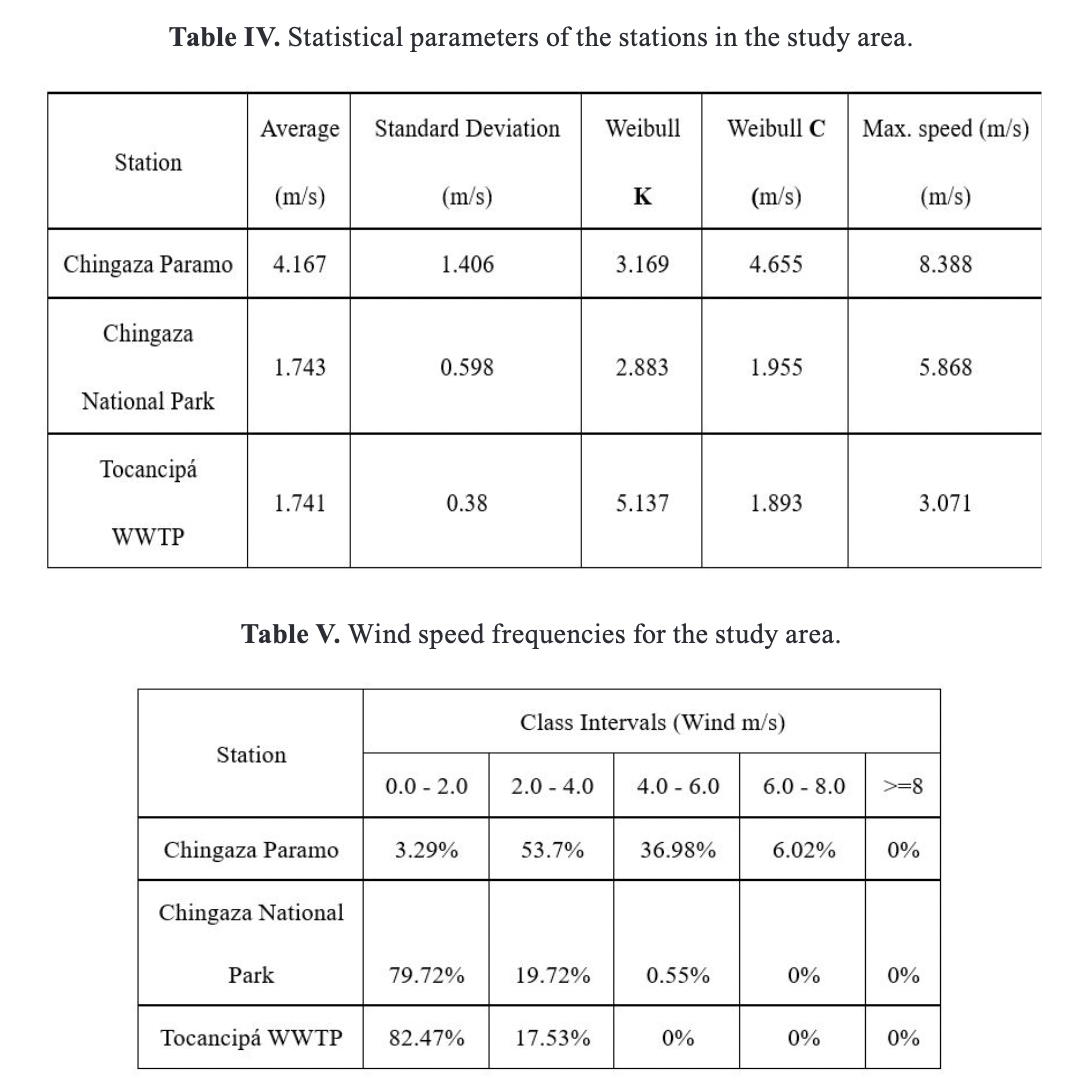 Table IV. Statistical parameters of the stations in the study area.
Station
Average
(m/s)
Standard Deviation
(m/s)
Weibull
K
Weibull C
(m/s)
Max. speed (m/s)
(m/s)
Chingaza Paramo 4.167 1.406 3.169 4.655 8.388
Chingaza
National Park
1.743 0.598 2.883 1.955 5.868
Tocancipá
WWTP
1.741 0.38 5.137 1.893 3.071
Table V. Wind speed frequencies for the study area.
Station
Class Intervals (Wind m/s)
0.0 - 2.0 2.0 - 4.0 4.0 - 6.0 6.0 - 8.0 >=8
Chingaza Paramo 3.29% 53.7% 36.98% 6.02% 0%
Chingaza National
Park 79.72% 19.72% 0.55% 0% 0%
Tocancipá WWTP 82.47% 17.53% 0% 0% 0%